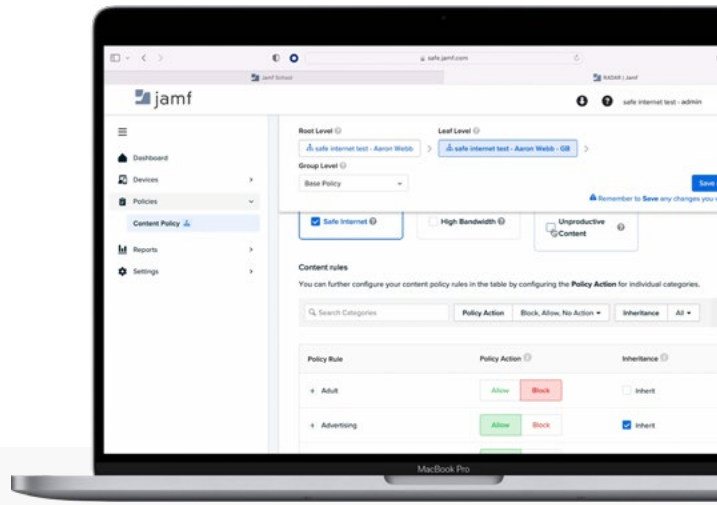 safe.jamf.com
Jamf School
RADAR | Jamf
jamf
safe internet test - admin
Root Level
Leaf Level
safe internet test - Aaron Webb > safe internet test - Aaron Webb - GB >
Group Level
Base Policy
Save
Remember to Save any changes you
Dashboard
Devices
Policies
Content Policy
Reports
Settings
Safe Internet
High Bandwidth
Unproductive
Content
Content rules
You can further configure your content policy rules in the table by configuring the Policy Action for individual categories.
Search Categories
Policy Action Block, Allow, No Action
Inheritance All
Policy Rule Policy Action Inheritance
+ Adult Allow Block Inherit
+ Advertising Allow Block Inherit
MacBook Pro